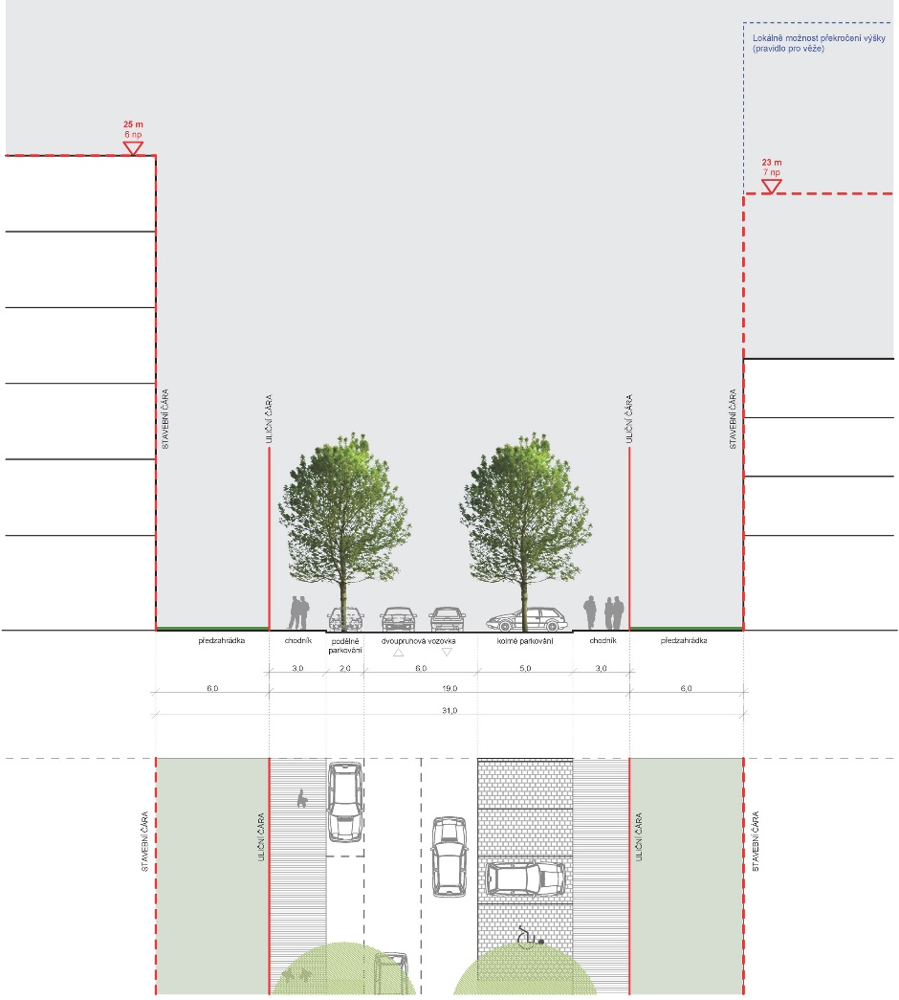 Lokálně možnost překročení výšky
(pravidlo pro věže)
25 m
6 np
23 m
7 np
STAVEBNÍ ČÁRA
ULIČNÍ ČÁRA
ULIČNÍ ČÁRA
STAVEBNÍ ČÁRA
předzahrádka
chodník
podélné
parkování
dvoupruhová vozovka
kolmé parkování
chodník
předzahrádka
3,0
2,0
6,0
5,0
3,0
6,0
19,0
6,0
31,0
STAVEBNÍ ČÁRA
ULIČNÍ ČÁRA
ULIČNÍ ČÁRA
STAVEBNÍ ČÁRA